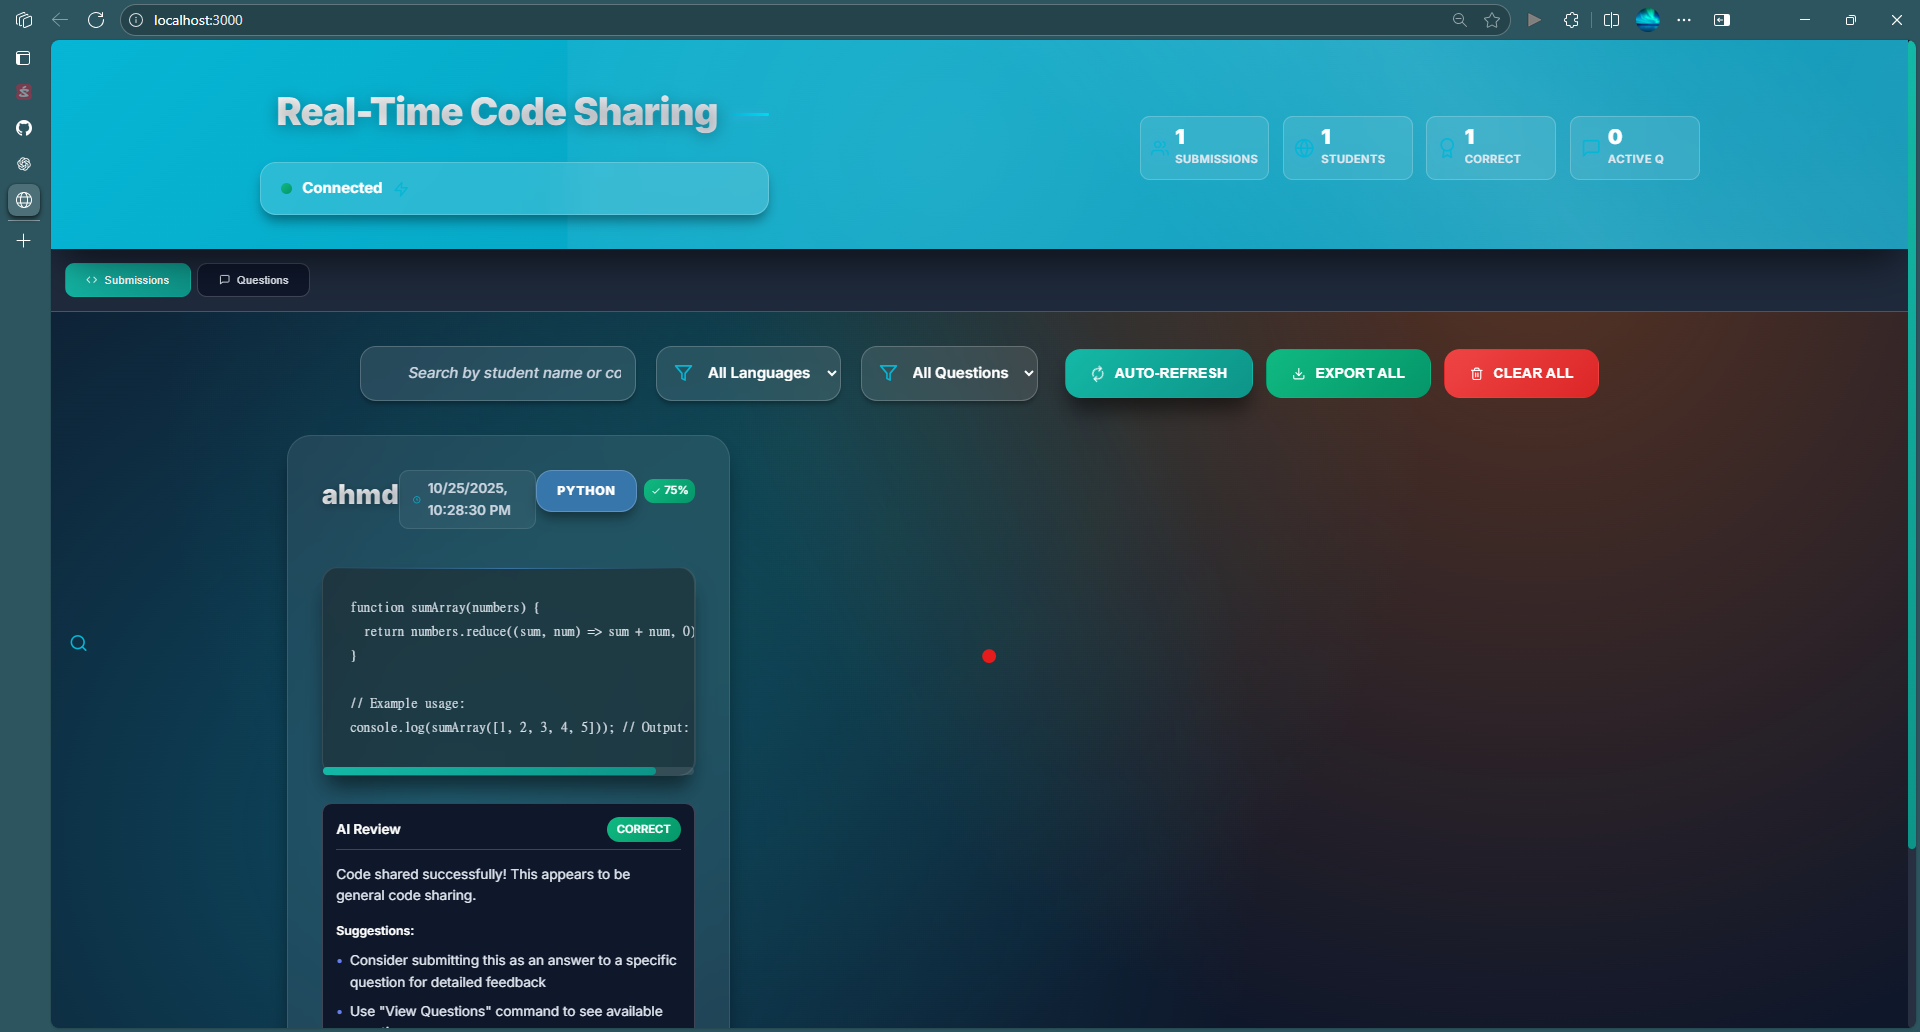 localhost:3000
Real-Time Code Sharing
Connected
1
SUBMISSIONS
1
STUDENTS
1
CORRECT
0
ACTIVE Q
Submissions
Questions
Search by student name or co
All Languages
All Questions
AUTO-REFRESH
EXPORT ALL
CLEAR ALL
ahmd
10/25/2025,
10:28:30 PM
PYTHON
75%
function sumArray(numbers) {
return numbers.reduce((sum, num) => sum + num, 0)
}
// Example usage:
console.log(sumArray([1, 2, 3, 4, 5])); // Output:
AI Review
CORRECT
Code shared successfully! This appears to be
general code sharing.
Suggestions:
• Consider submitting this as an answer to a specific
question for detailed feedback
• Use "View Questions" command to see available